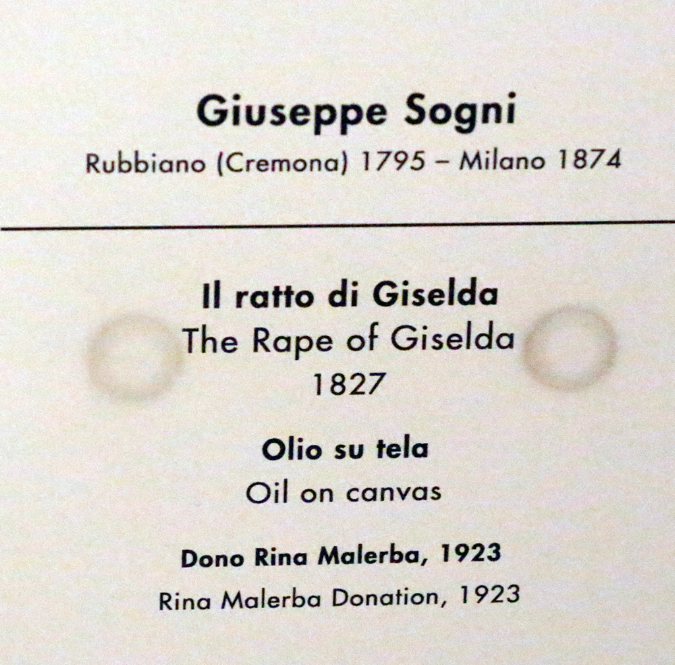 Giuseppe Sogni
Rubbiano (Cremona) 1795 – Milano 1874
Il ratto di Giselda
The Rape of Giselda
1827
Olio su tela
Oil on canvas
Dono Rina Malerba, 1923
Rina Malerba Donation, 1923